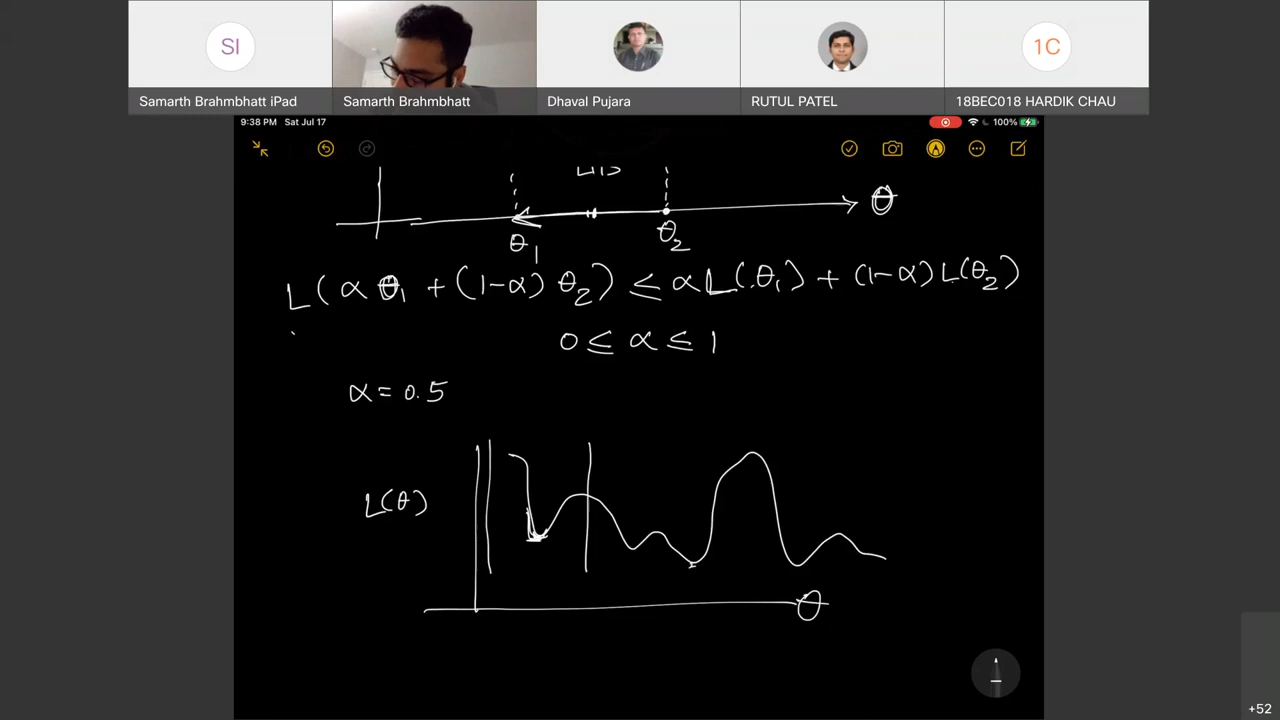 SI
1C
Samarth Brahmbhatt iPad
Samarth Brahmbhatt
Dhaval Pujara
RUTUL PATEL
18BEC018 HARDIK CHAU
9:38 PM Sat Jul 17
100%
θ
θ₁
θ₂
L(αθ₁ + (1-α) θ₂) ≤ αL(θ₁) + (1-α) L(θ₂)
0 ≤ α ≤ 1
α = 0.5
L(θ)
θ
+52